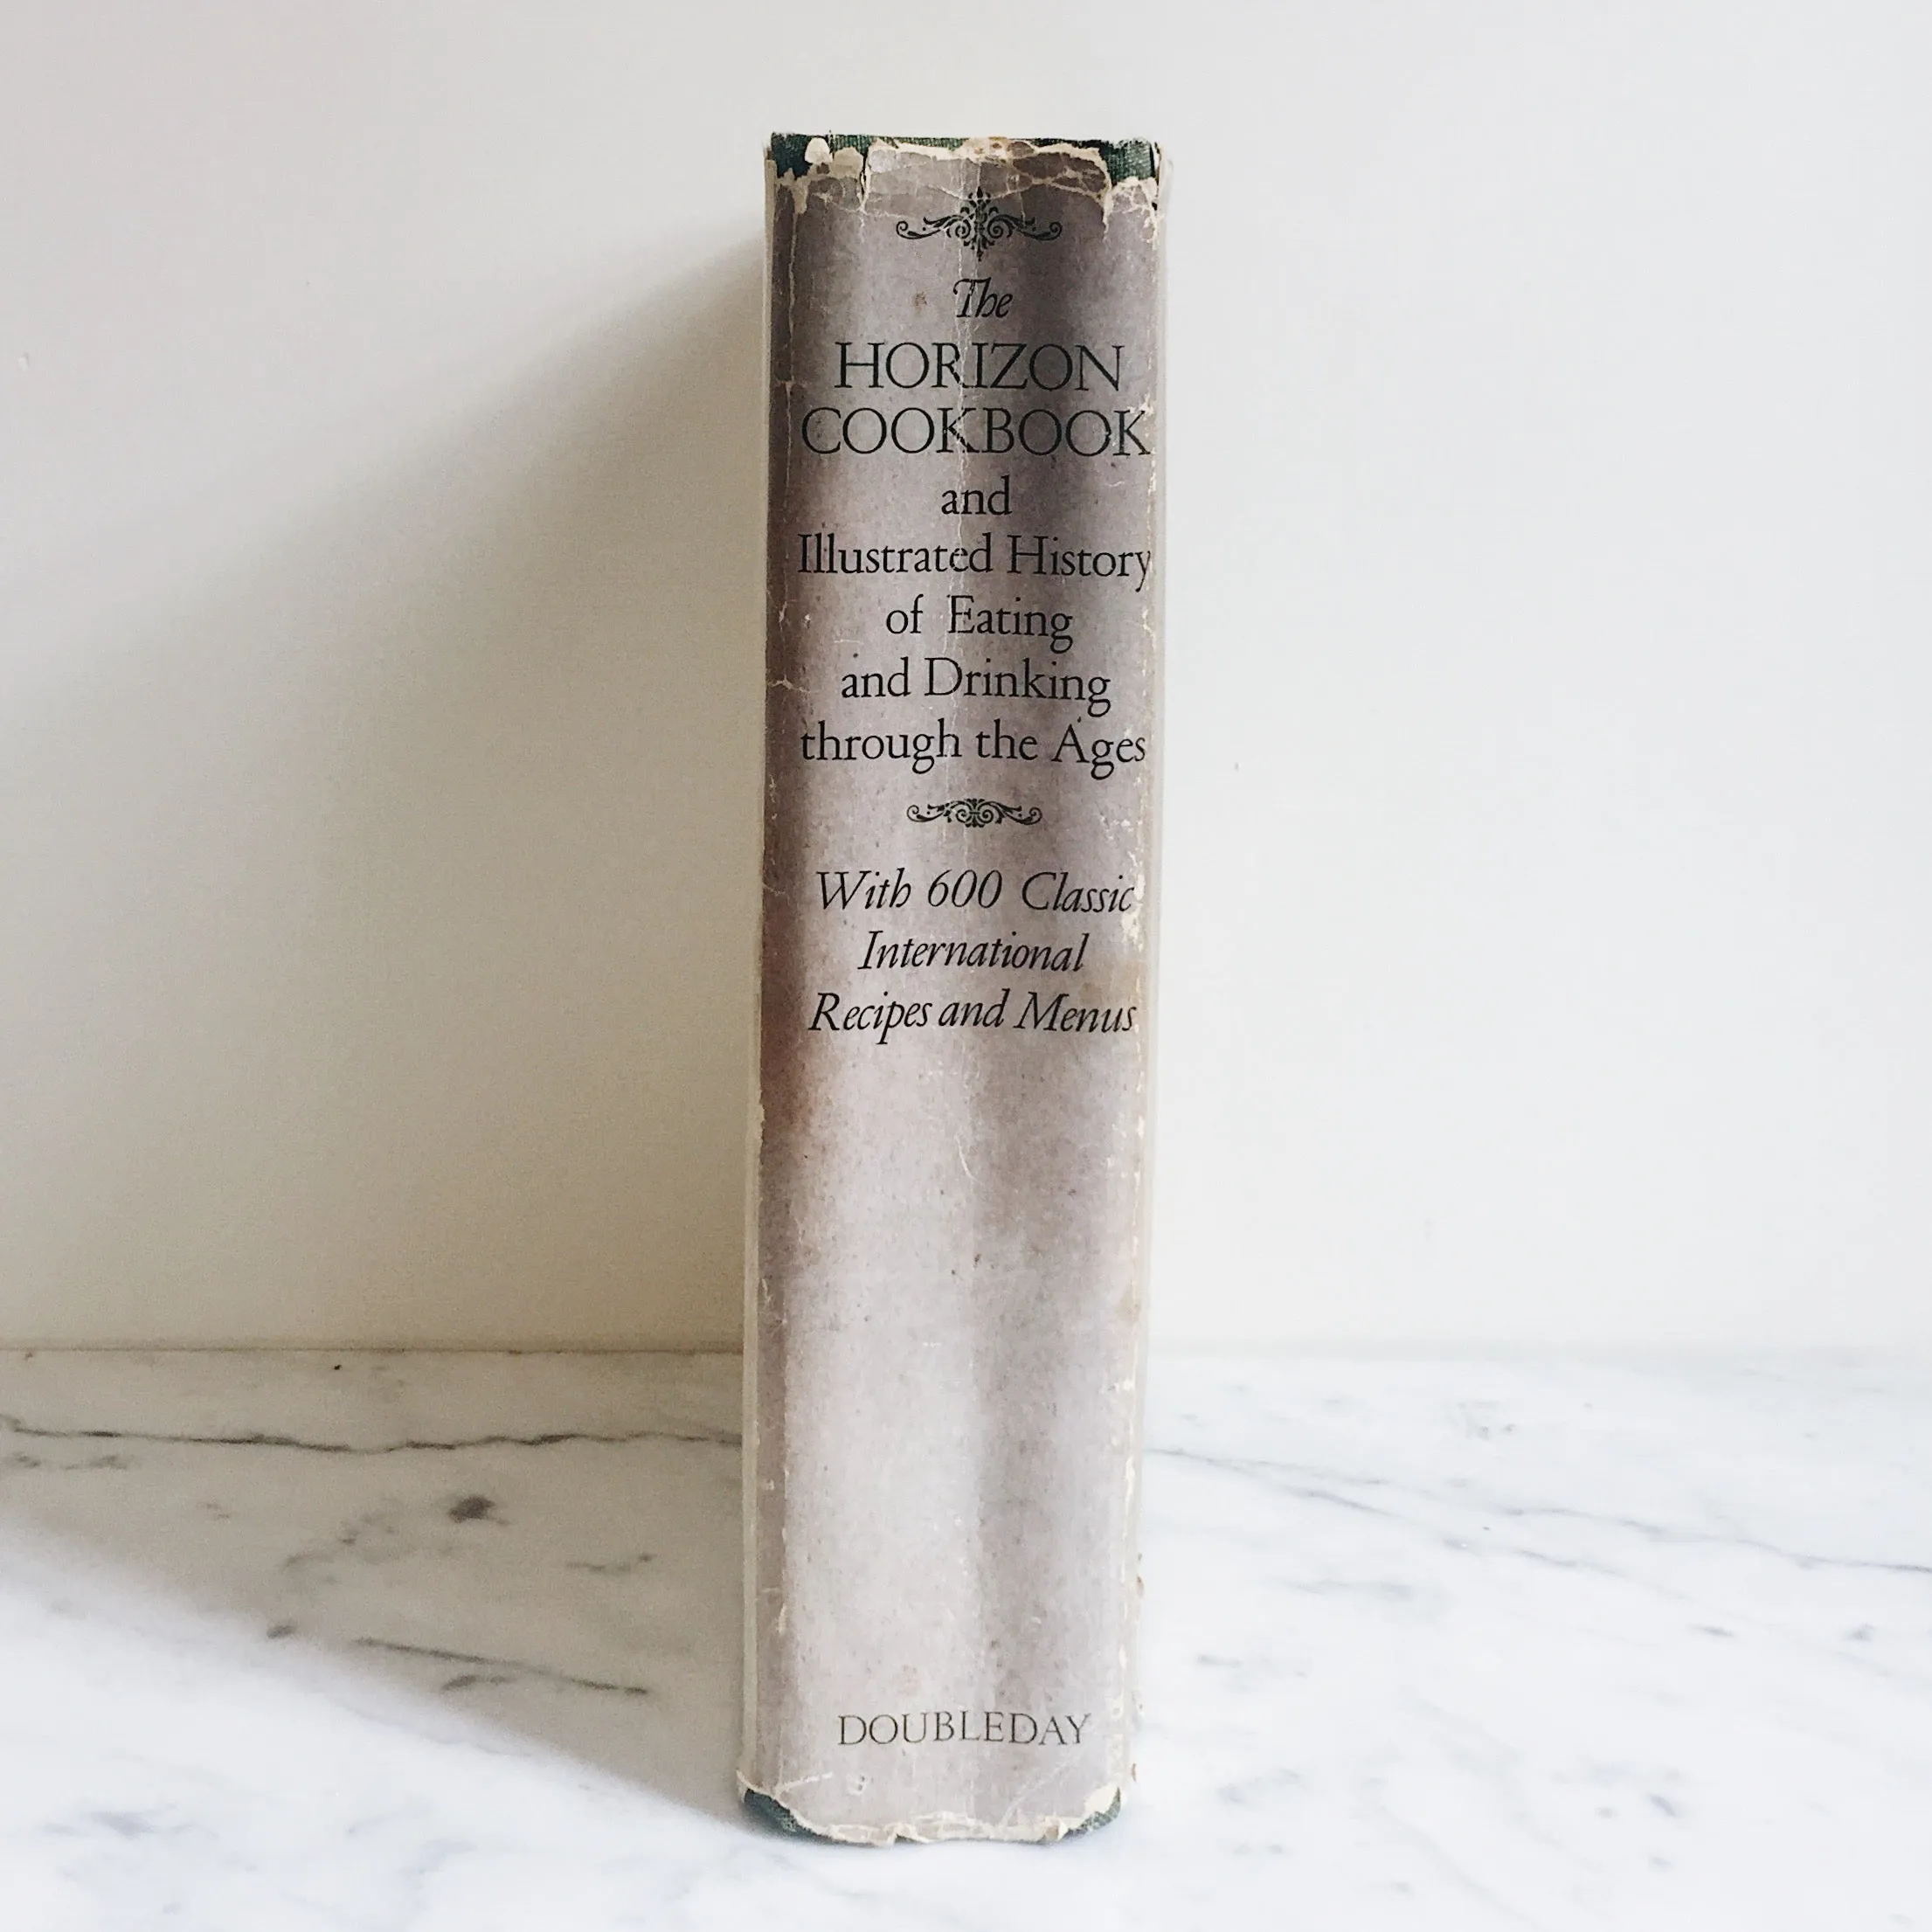 The
HORIZON
COOKBOOK
and
Illustrated History
of Eating
and Drinking
through the Ages
With 600 Classic
International
Recipes and Menus
DOUBLEDAY